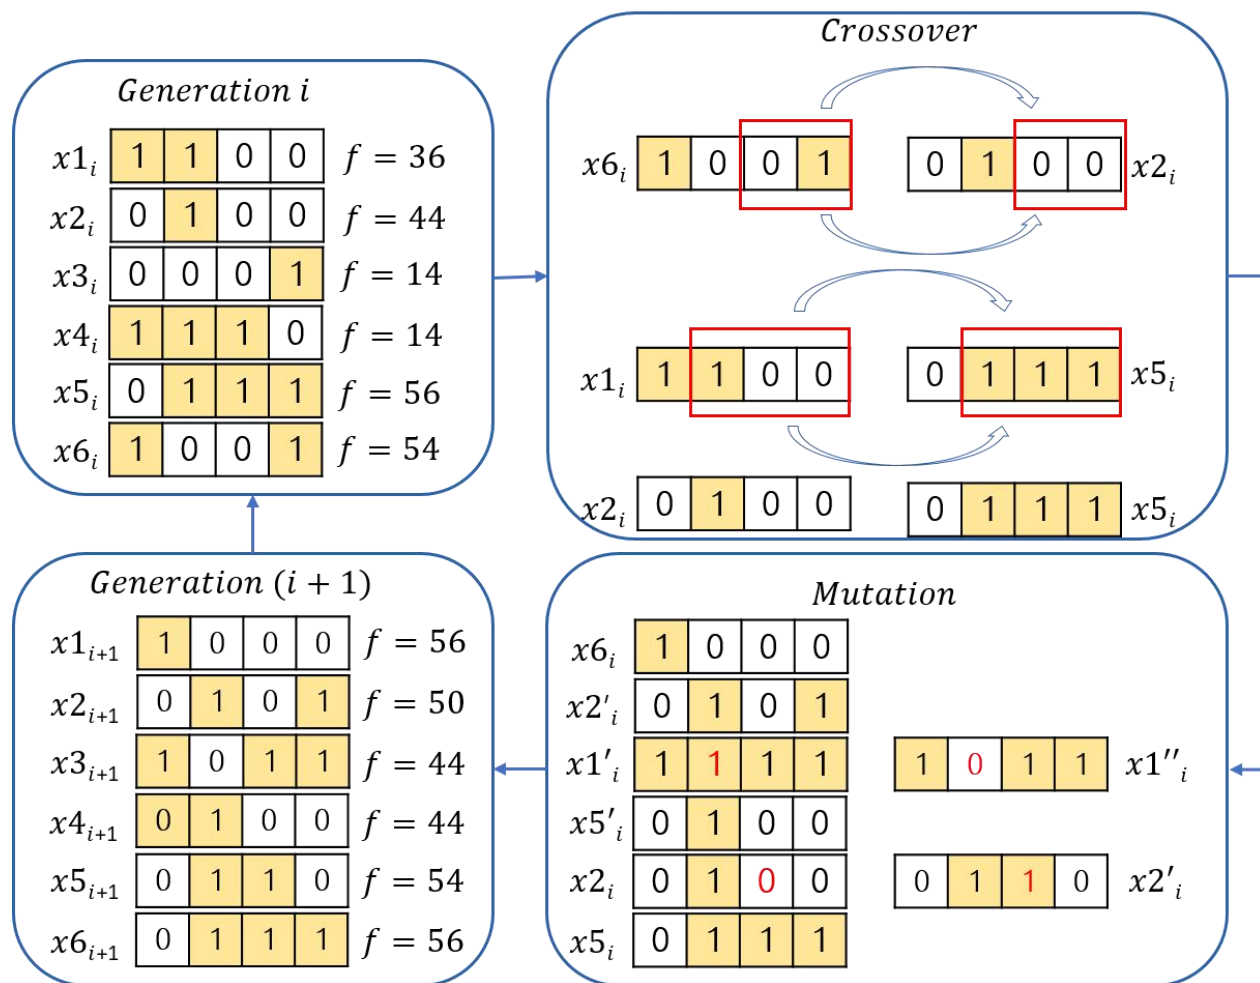 Generation i
x1ᵢ 1 1 0 0 f = 36
x2ᵢ 0 1 0 0 f = 44
x3ᵢ 0 0 0 1 f = 14
x4ᵢ 1 1 1 0 f = 14
x5ᵢ 0 1 1 1 f = 56
x6ᵢ 1 0 0 1 f = 54
Crossover
x6ᵢ 1 0 0 1 0 1 0 0 x2ᵢ
x1ᵢ 1 1 0 0 0 1 1 1 x5ᵢ
x2ᵢ 0 1 0 0 0 1 1 1 x5ᵢ
Generation (i + 1)
x1ᵢ₊₁ 1 0 0 0 f = 56
x2ᵢ₊₁ 0 1 0 1 f = 50
x3ᵢ₊₁ 1 0 1 1 f = 44
x4ᵢ₊₁ 0 1 0 0 f = 44
x5ᵢ₊₁ 0 1 1 0 f = 54
x6ᵢ₊₁ 0 1 1 1 f = 56
Mutation
x6ᵢ 1 0 0 0
x2'ᵢ 0 1 0 1
x1'ᵢ 1 1 1 1 1 0 1 1 x1''ᵢ
x5'ᵢ 0 1 0 0
x2ᵢ 0 1 0 0 0 1 1 0 x2'ᵢ
x5ᵢ 0 1 1 1